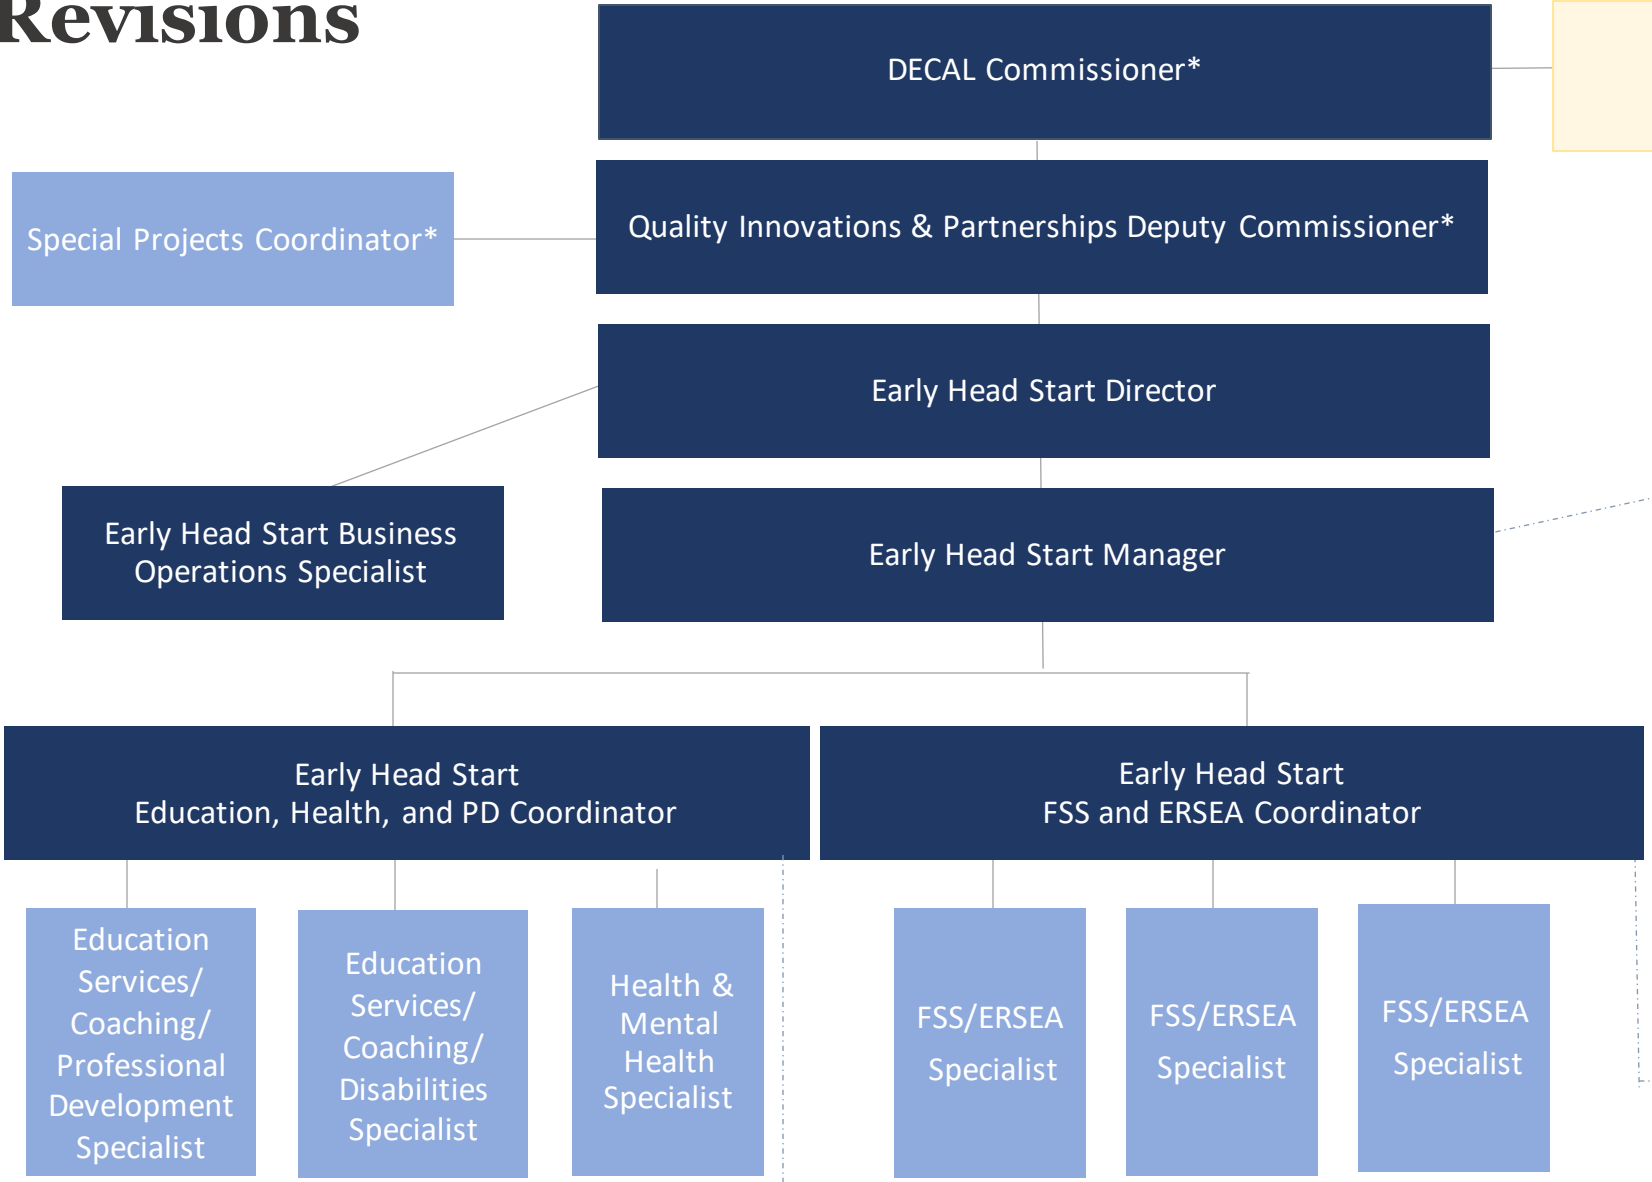 Revisions
DECAL Commissioner*
Special Projects Coordinator*
Quality Innovations & Partnerships Deputy Commissioner*
Early Head Start Director
Early Head Start Business
Operations Specialist
Early Head Start Manager
Early Head Start
Education, Health, and PD Coordinator
Early Head Start
FSS and ERSEA Coordinator
Education
Services/
Coaching/
Professional
Development
Specialist
Education
Services/
Coaching/
Disabilities
Specialist
Health &
Mental
Health
Specialist
FSS/ERSEA
Specialist
FSS/ERSEA
Specialist
FSS/ERSEA
Specialist